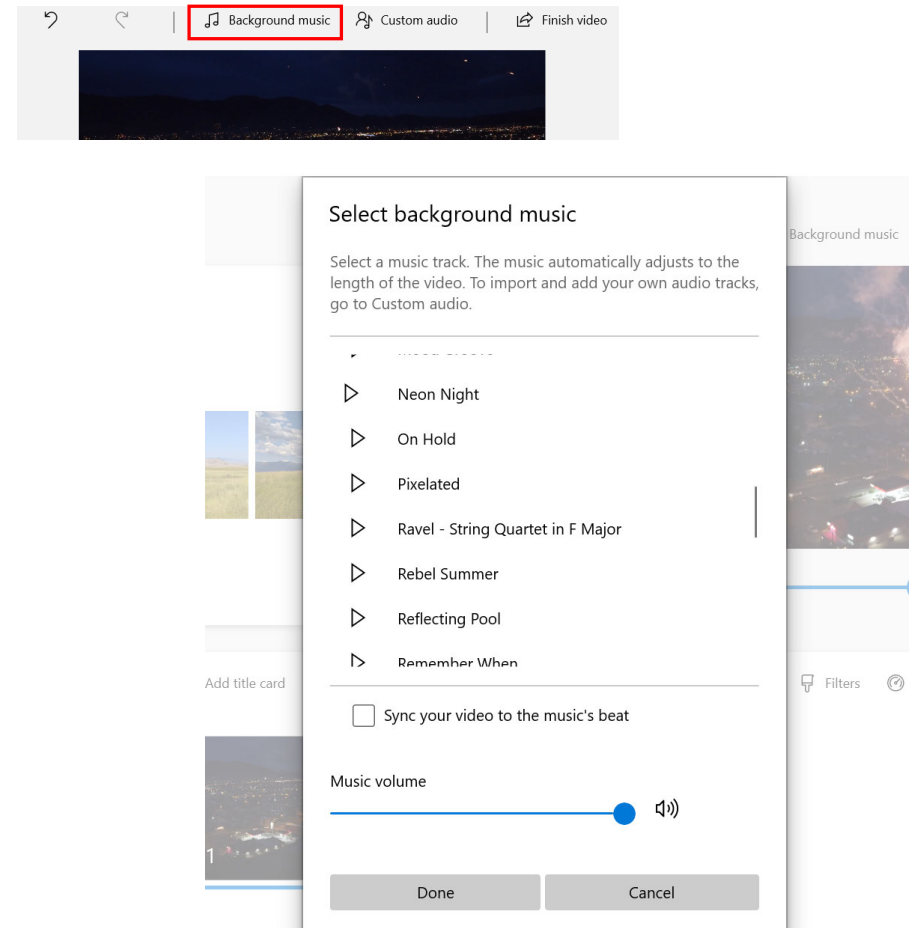 Background music Custom audio Finish video
Select background music
Background music
Select a music track. The music automatically adjusts to the
length of the video. To import and add your own audio tracks,
go to Custom audio.
Neon Night
On Hold
Pixelated
Ravel - String Quartet in F Major
Rebel Summer
Reflecting Pool
Remember When
Add title card
Filters
Sync your video to the music's beat
Music volume
1
Done Cancel